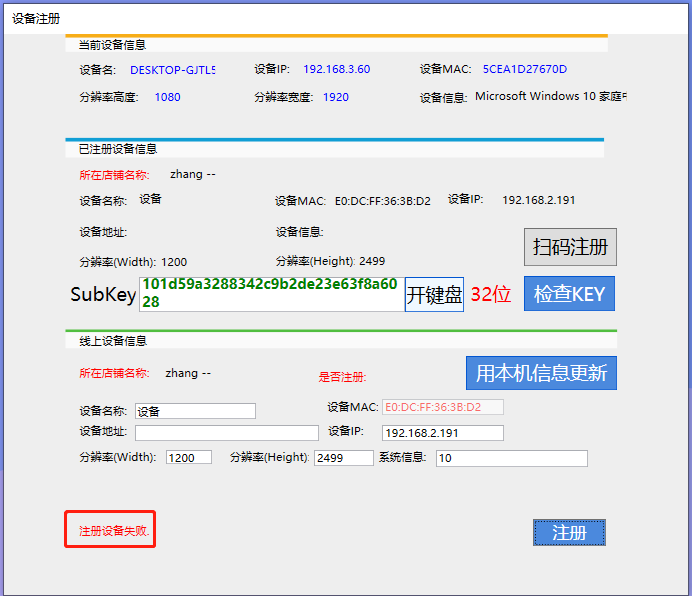 设备注册
当前设备信息
设备名: DESKTOP-GJTL5 设备IP: 192.168.3.60 设备MAC: 5CEA1D27670D
分辨率高度: 1080 分辨率宽度: 1920 设备信息: Microsoft Windows 10 家庭
已注册设备信息
所在店铺名称: zhang --
设备名称: 设备 设备MAC: E0:DC:FF:36:3B:D2 设备IP: 192.168.2.191
设备地址: 设备信息:
扫码注册
分辨率(Width): 1200 分辨率(Height): 2499
SubKey 101d59a3288342c9b2de23e63f8a60
28
开键盘 32位 检查KEY
线上设备信息
所在店铺名称: zhang -- 是否注册: 用本机信息更新
设备名称: 设备 设备MAC: E0:DC:FF:36:3B:D2
设备地址: 设备IP: 192.168.2.191
分辨率(Width): 1200 分辨率(Height): 2499 系统信息: 10
注册设备失败. 注册